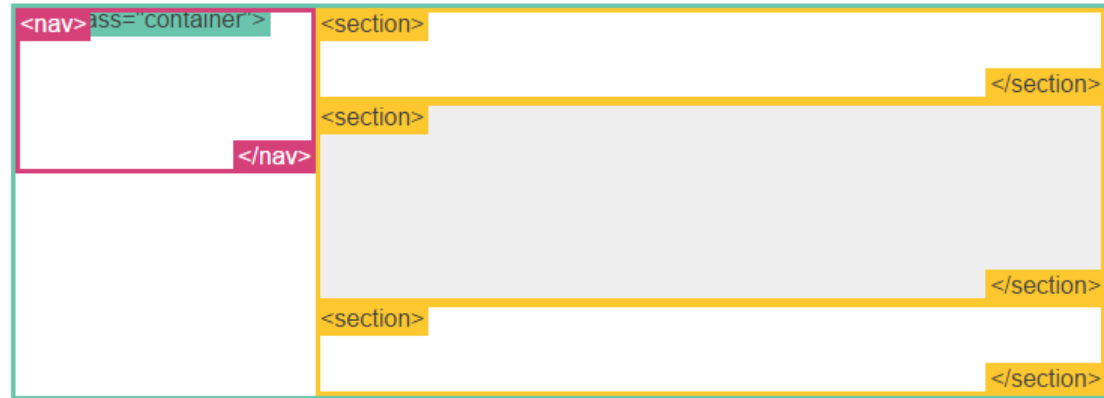 <nav> ass="container">
</nav>
<section>
</section>
<section>
</section>
<section>
</section>